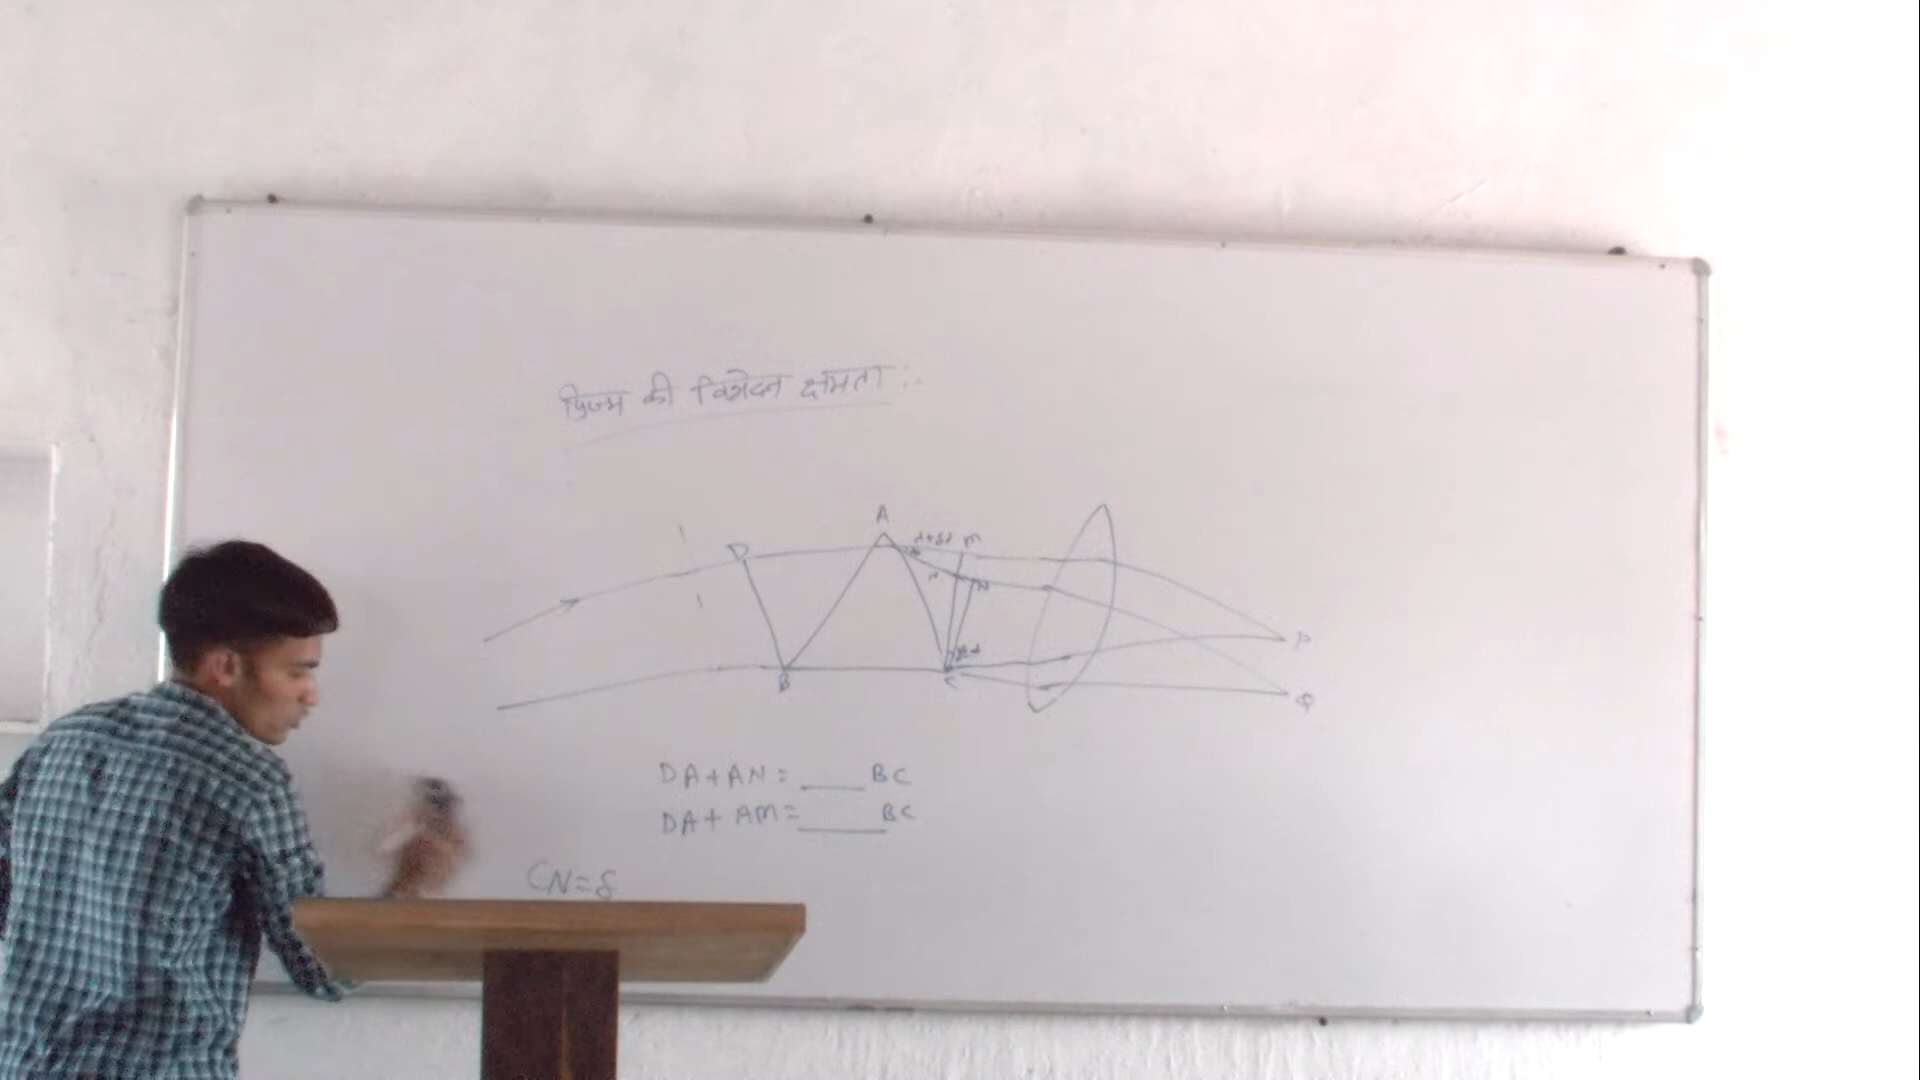 प्रिज्म की विभेदन क्षमता :-
A
D
M
N
B
C
P
Q
DA+AN= ____ BC
DA+ AM= ____ BC
CN=δ